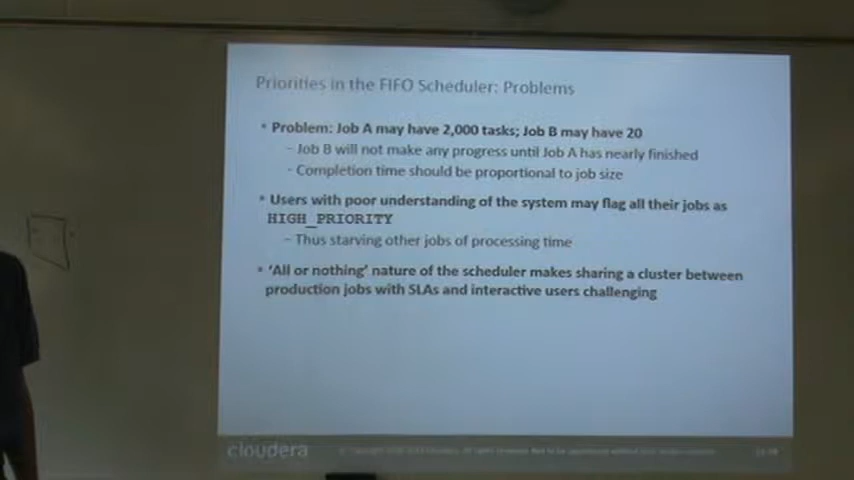 Priorities in the FIFO Scheduler: Problems
• Problem: Job A may have 2,000 tasks; Job B may have 20
– Job B will not make any progress until Job A has nearly finished
– Completion time should be proportional to job size
• Users with poor understanding of the system may flag all their jobs as
HIGH_PRIORITY
– Thus starving other jobs of processing time
• ‘All or nothing’ nature of the scheduler makes sharing a cluster between
production jobs with SLAs and interactive users challenging
cloudera